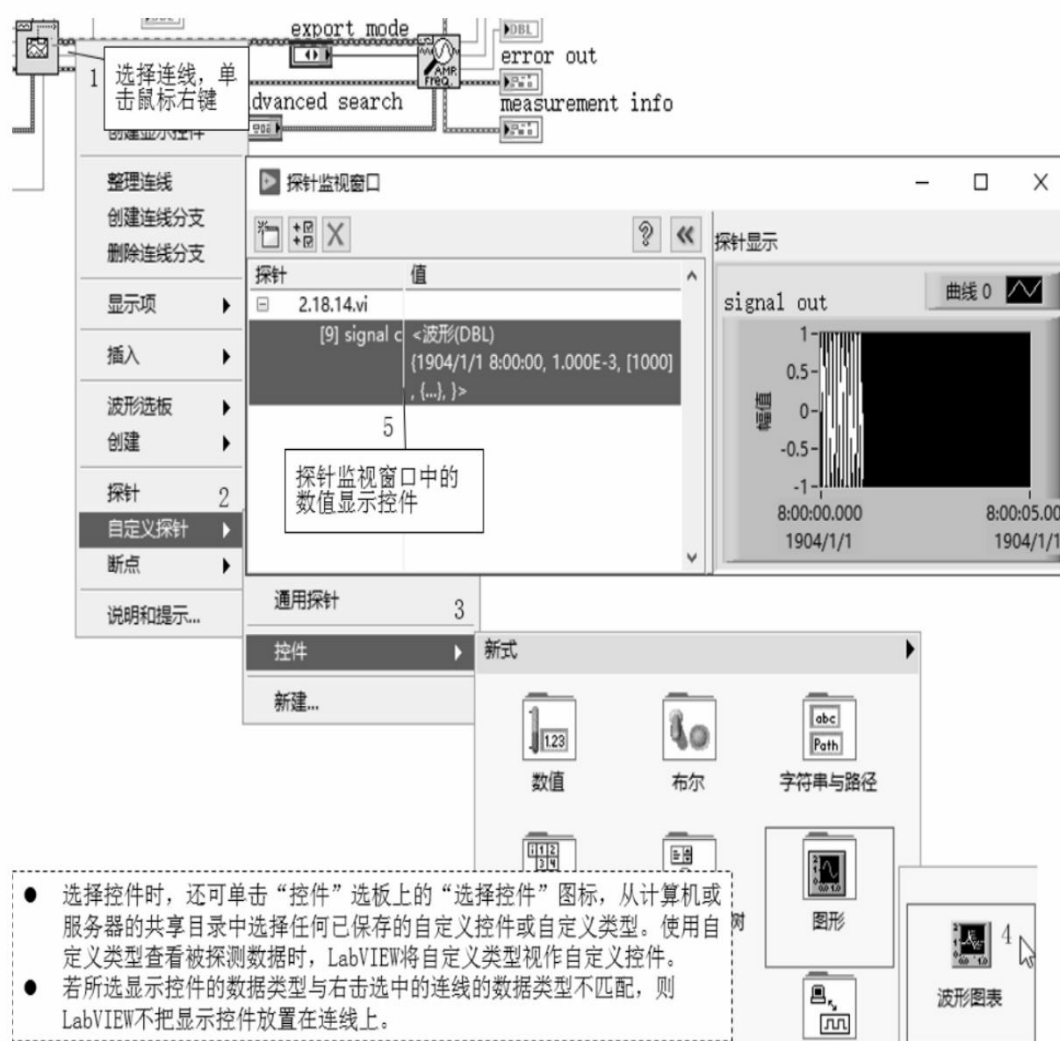 export mode
DBL
error out
AMP.
FREQ.
dvanced search
measurement info
1
选择连线，单
击鼠标右键
创建显示控件
整理连线
创建连线分支
删除连线分支
显示项
插入
波形选板
创建
探针
2
自定义探针
断点
说明和提示...
探针监视窗口
探针
值
2.18.14.vi
[9] signal c
<波形(DBL)
{1904/1/1 8:00:00, 1.000E-3, [1000]
, {...}, }>
5
探针监视窗口中的
数值显示控件
探针显示
signal out
曲线 0
幅值
1
0.5
0
-0.5
-1
8:00:00.000
1904/1/1
8:00:05.00
1904/1/1
通用探针
3
控件
新建...
新式
1.23
数值
布尔
abc
Path
字符串与路径
树
图形
4
波形图表
● 选择控件时，还可单击“控件”选板上的“选择控件”图标，从计算机或
服务器的共享目录中选择任何已保存的自定义控件或自定义类型。使用自
定义类型查看被探测数据时，LabVIEW将自定义类型视作自定义控件。
● 若所选显示控件的数据类型与右击选中的连线的数据类型不匹配，则
LabVIEW不把显示控件放置在连线上。